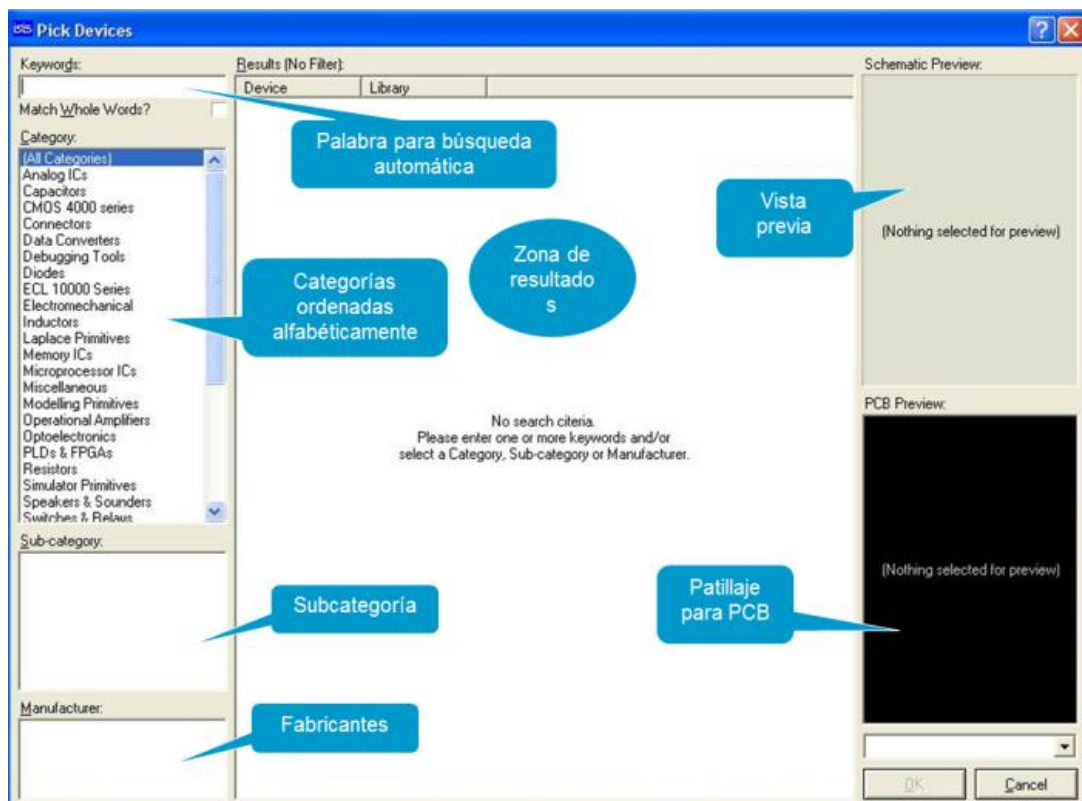 isis Pick Devices
Keywords:
Match Whole Words?
Category:
(All Categories)
Analog ICs
Capacitors
CMOS 4000 series
Connectors
Data Converters
Debugging Tools
Diodes
ECL 10000 Series
Electromechanical
Inductors
Laplace Primitives
Memory ICs
Microprocessor ICs
Miscellaneous
Modelling Primitives
Operational Amplifiers
Optoelectronics
PLDs & FPGAs
Resistors
Simulator Primitives
Speakers & Sounders
Switches & Relays
Sub-category:
Manufacturer:
Results (No Filter):
Device Library
Palabra para búsqueda
automática
Categorías
ordenadas
alfabéticamente
Zona de
resultado
s
No search citeria.
Please enter one or more keywords and/or
select a Category, Sub-category or Manufacturer.
Subcategoría
Fabricantes
Schematic Preview:
Vista
previa
(Nothing selected for preview)
PCB Preview:
(Nothing selected for preview)
Patillaje
para PCB
OK Cancel